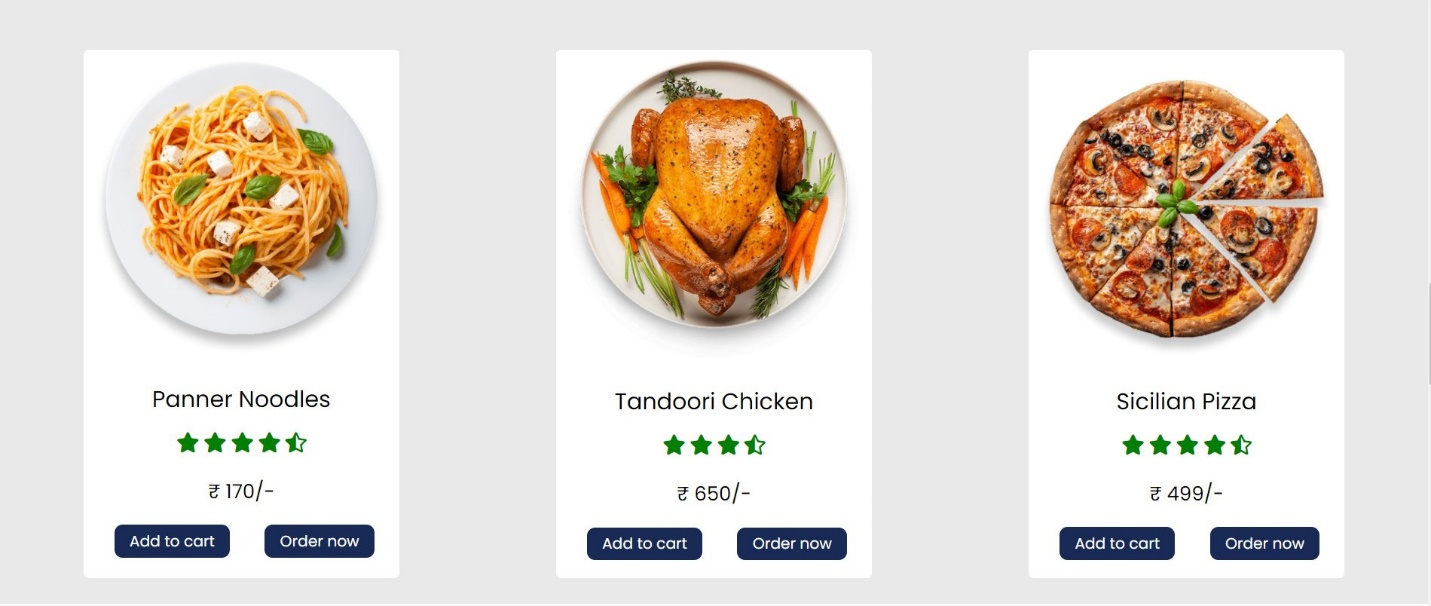 Panner Noodles
₹ 170/-
Add to cart Order now
Tandoori Chicken
₹ 650/-
Add to cart Order now
Sicilian Pizza
₹ 499/-
Add to cart Order now